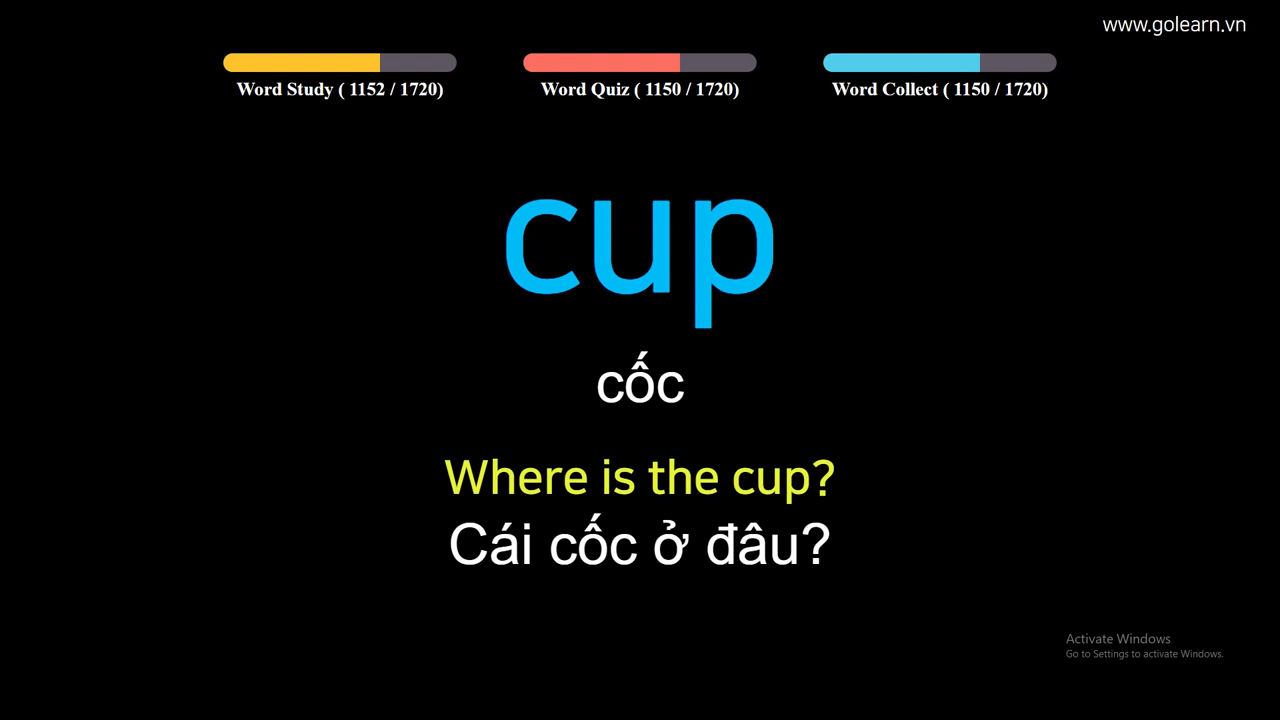 www.golearn.vn
Word Study ( 1152 / 1720)
Word Quiz ( 1150 / 1720)
Word Collect ( 1150 / 1720)
cup
cốc
Where is the cup?
Cái cốc ở đâu?
Activate Windows
Go to Settings to activate Windows.